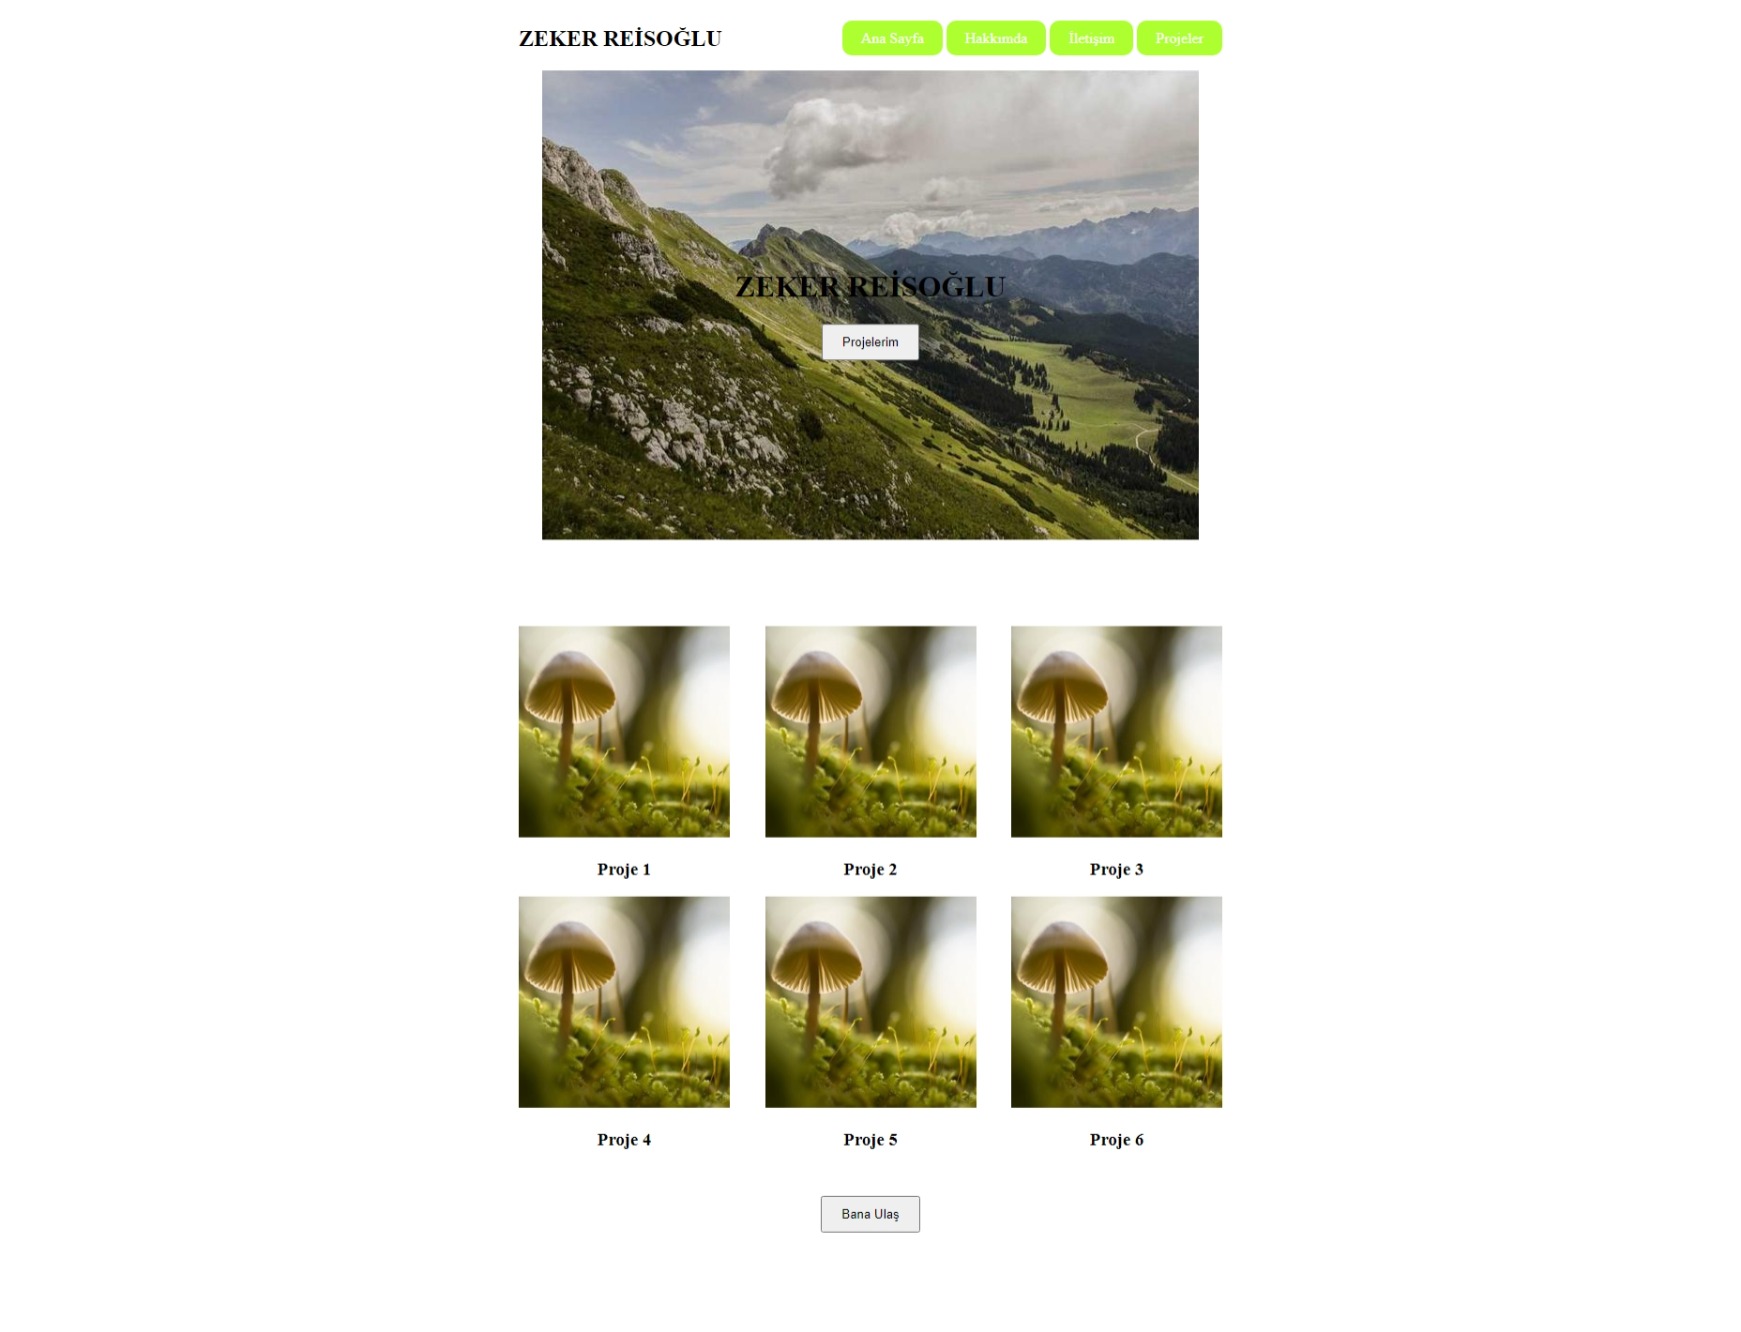 ZEKER REİSOĞLU
Ana Sayfa Hakkımda İletişim Projeler
ZEKER REİSOĞLU
Projelerim
Proje 1 Proje 2 Proje 3
Proje 4 Proje 5 Proje 6
Bana Ulaş